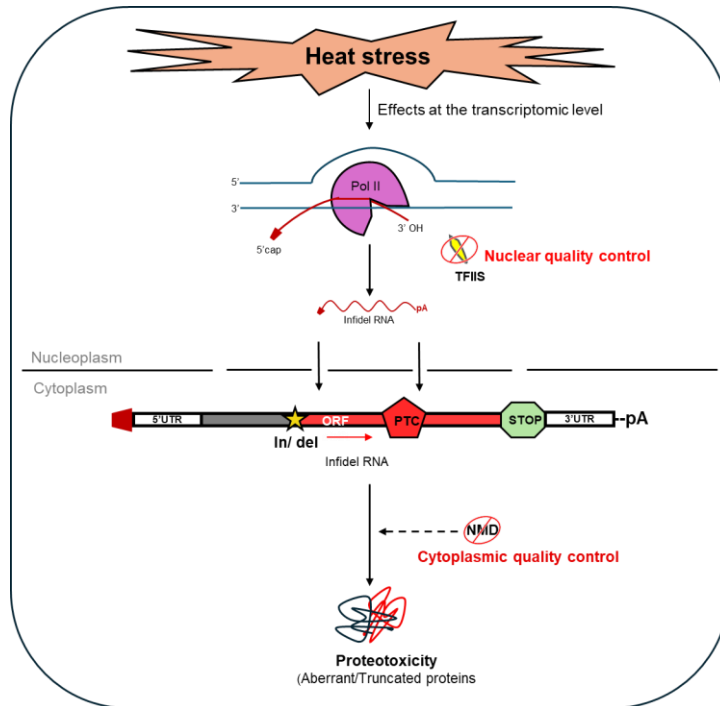 Heat stress
Effects at the transcriptomic level
Pol II
5'
3'
5'cap
3' OH
Nuclear quality control
TFIIS
pA
Infidel RNA
Nucleoplasm
Cytoplasm
5'UTR
ORF
PTC
STOP
3'UTR
--pA
In/ del
Infidel RNA
NMD
Cytoplasmic quality control
Proteotoxicity
(Aberrant/Truncated proteins